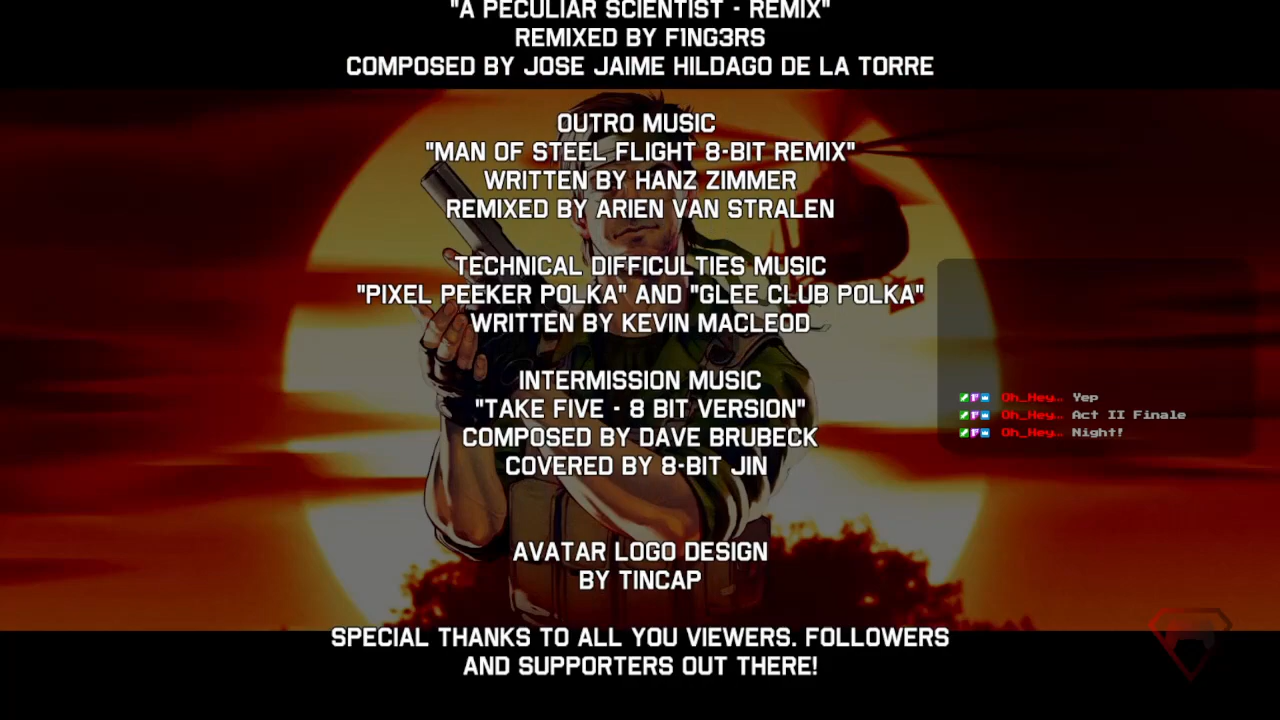 "A PECULIAR SCIENTIST - REMIX"
REMIXED BY F1NG3RS
COMPOSED BY JOSE JAIME HILDAGO DE LA TORRE
OUTRO MUSIC
"MAN OF STEEL FLIGHT 8-BIT REMIX"
WRITTEN BY HANZ ZIMMER
REMIXED BY ARIEN VAN STRALEN
TECHNICAL DIFFICULTIES MUSIC
"PIXEL PEEKER POLKA" AND "GLEE CLUB POLKA"
WRITTEN BY KEVIN MACLEOD
INTERMISSION MUSIC
"TAKE FIVE - 8 BIT VERSION"
COMPOSED BY DAVE BRUBECK
COVERED BY 8-BIT JIN
AVATAR LOGO DESIGN
BY TINCAP
SPECIAL THANKS TO ALL YOU VIEWERS. FOLLOWERS
AND SUPPORTERS OUT THERE!
Oh_Hey… Yep
Oh_Hey… Act II Finale
Oh_Hey… Night!